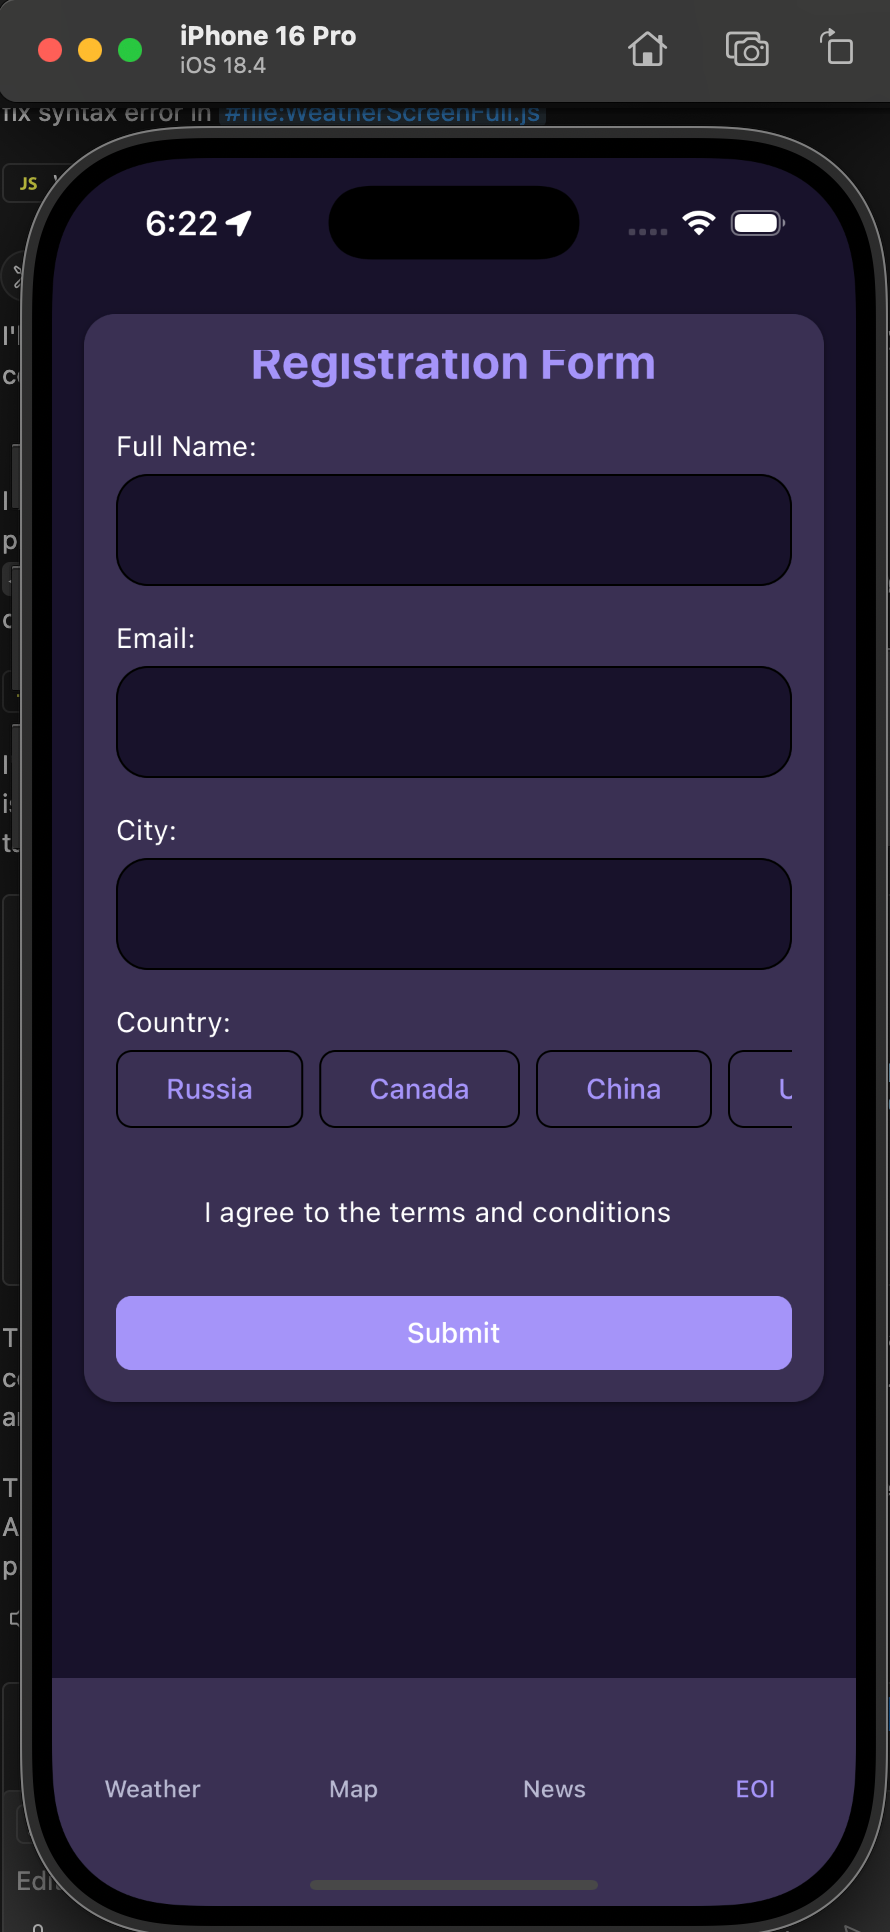 iPhone 16 Pro
iOS 18.4
fix syntax error in #file:WeatherScreenFull.js
JS
6:22
Registration Form
Full Name:
Email:
City:
Country:
Russia Canada China U
I agree to the terms and conditions
Submit
Weather Map News EOI